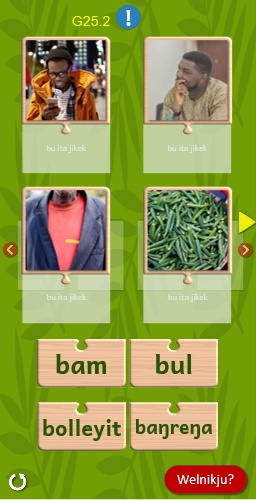 G25.2
!
bu ita jikek
bu ita jikek
bu ita jikek
bu ita jikek
bam
bul
bolleyit
baŋreŋa
Welnikju?